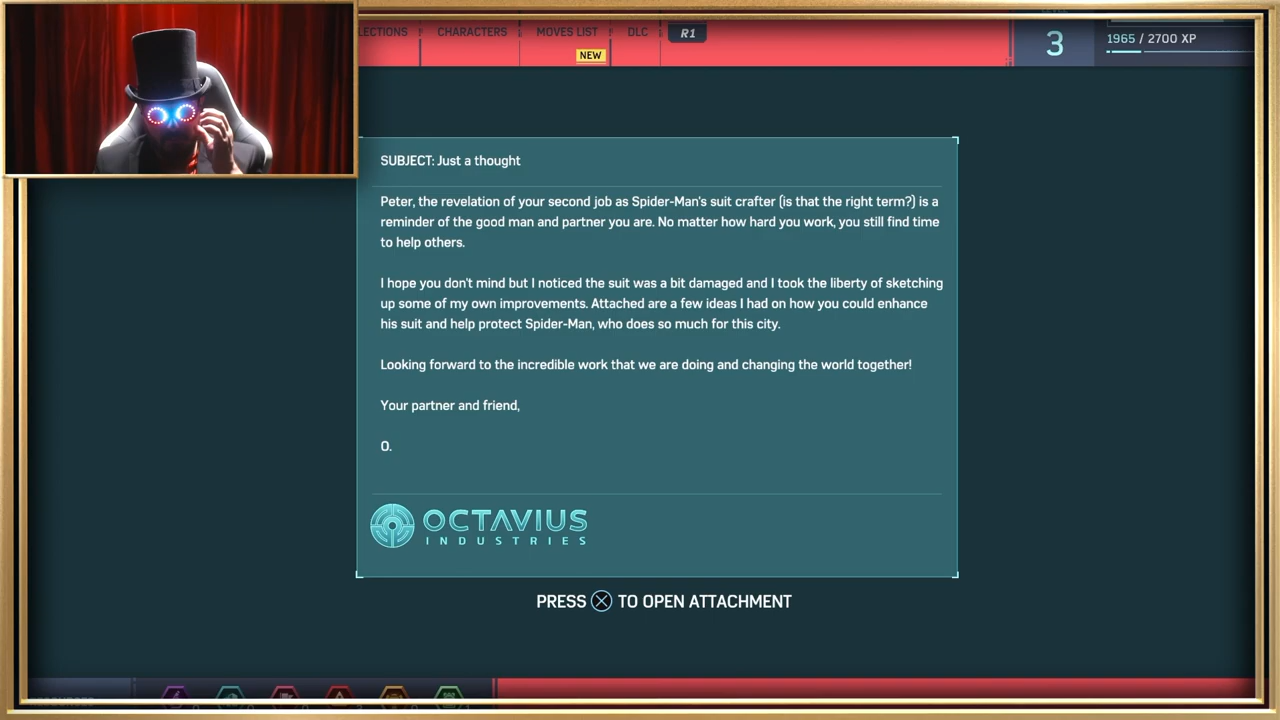 CHARACTERS
MOVES LIST
DLC
R1
NEW
3
1965 / 2700 XP
SUBJECT: Just a thought
Peter, the revelation of your second job as Spider-Man's suit crafter (is that the right term?) is a
reminder of the good man and partner you are. No matter how hard you work, you still find time
to help others.
I hope you don't mind but I noticed the suit was a bit damaged and I took the liberty of sketching
up some of my own improvements. Attached are a few ideas I had on how you could enhance
his suit and help protect Spider-Man, who does so much for this city.
Looking forward to the incredible work that we are doing and changing the world together!
Your partner and friend,
O.
OCTAVIUS
INDUSTRIES
PRESS TO OPEN ATTACHMENT